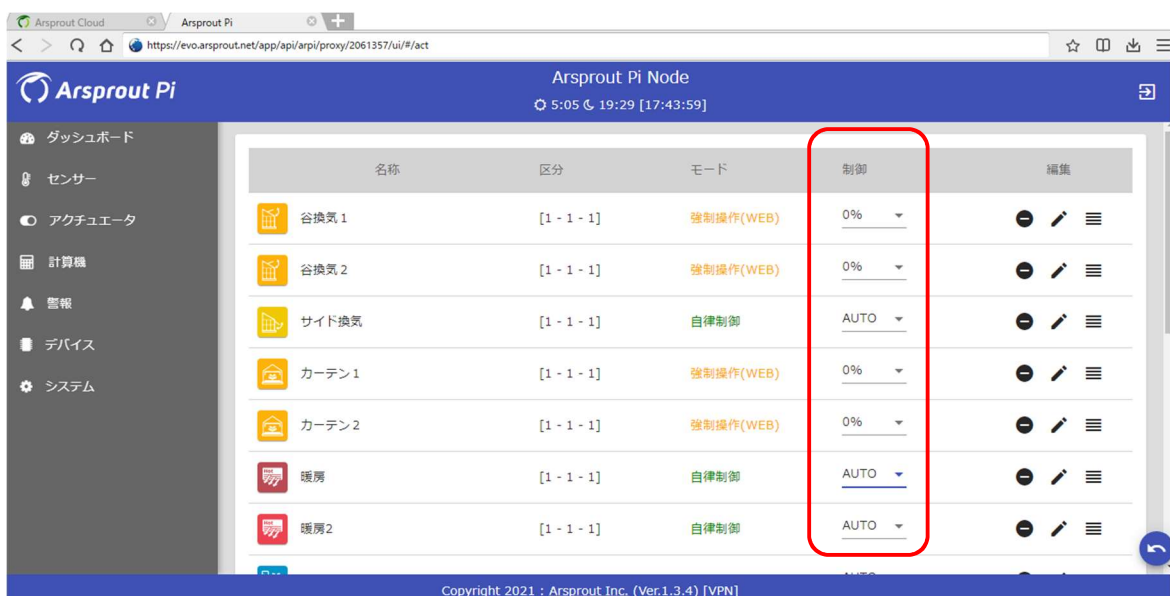 Arsprout Cloud
Arsprout Pi
https://evo.arsprout.net/app/api/arpi/proxy/2061357/ui/#/act
Arsprout Pi
Arsprout Pi Node
5:05 19:29 [17:43:59]
ダッシュボード
センサー
アクチュエータ
計算機
警報
デバイス
システム
名称 区分 モード 制御 編集
谷換気1 [1 - 1 - 1] 強制操作(WEB) 0%
谷換気2 [1 - 1 - 1] 強制操作(WEB) 0%
サイド換気 [1 - 1 - 1] 自律制御 AUTO
カーテン1 [1 - 1 - 1] 強制操作(WEB) 0%
カーテン2 [1 - 1 - 1] 強制操作(WEB) 0%
暖房 [1 - 1 - 1] 自律制御 AUTO
暖房2 [1 - 1 - 1] 自律制御 AUTO
Copyright 2021 : Arsprout Inc. (Ver.1.3.4) [VPN]